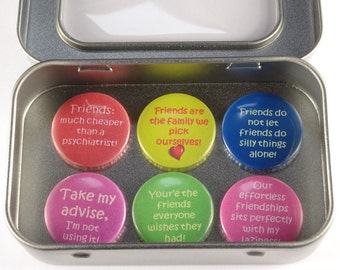 Friends:
much cheaper
than a
psychiatrist!
Friends are
the family we
pick
ourselves!
Friends do
not let
friends do
silly things
alone!
Take my
advise,
I'm not
using it!
Your'e the
friends
everyone
wishes they
had!
Our
effortless
friendships
sits perfectly
with my
laziness!